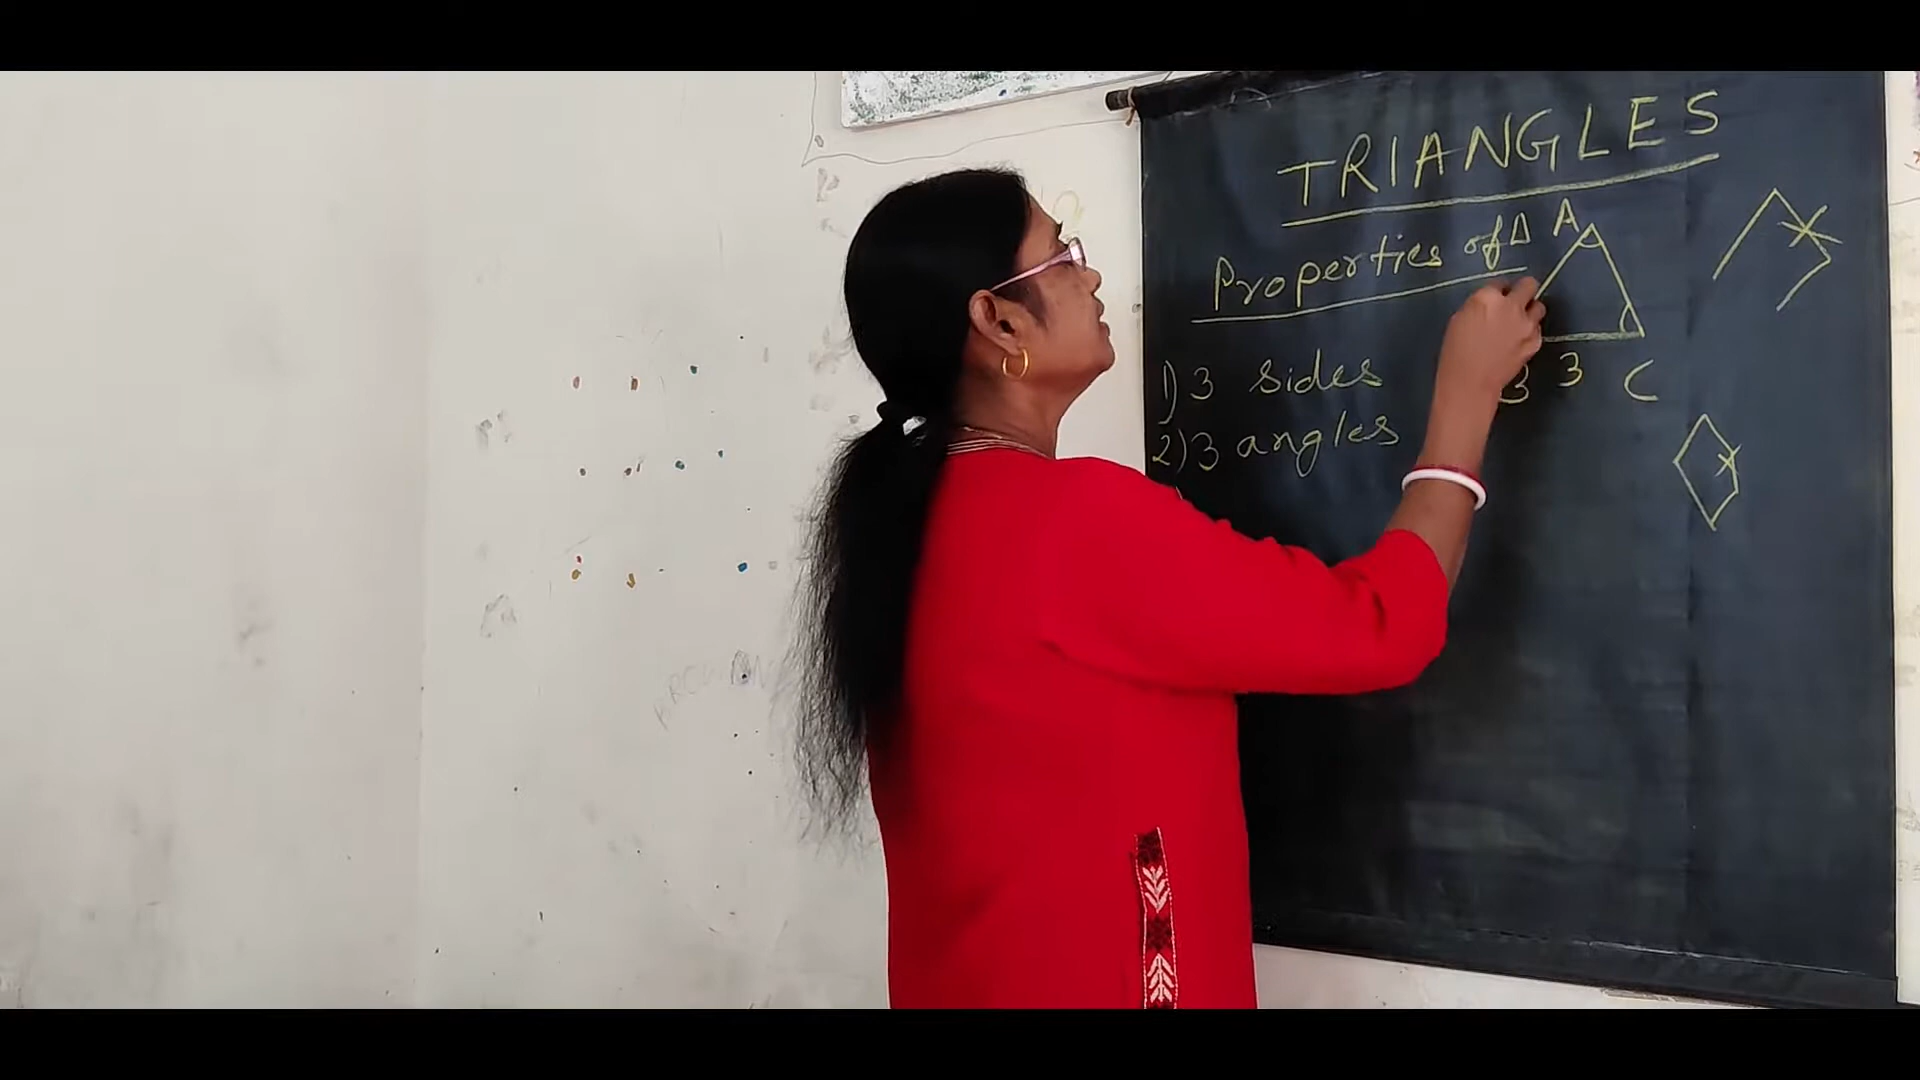 TRIANGLES
Properties of Δ
A
3 C
1) 3 sides
2) 3 angles